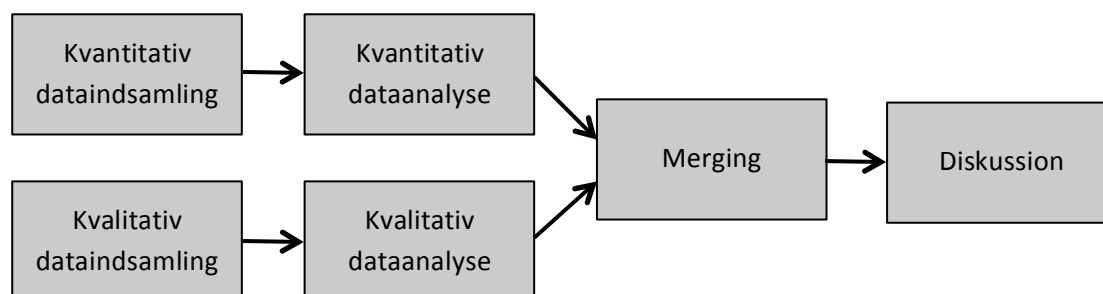 Kvantitativ
dataindsamling
Kvantitativ
dataanalyse
Merging
Diskussion
Kvalitativ
dataindsamling
Kvalitativ
dataanalyse